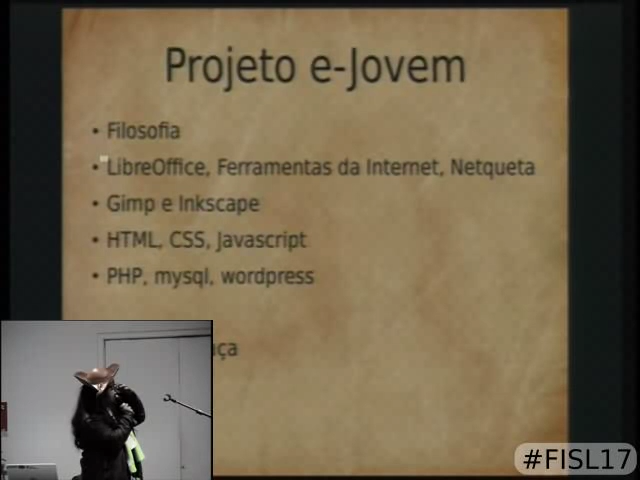 Projeto e-Jovem
• Filosofia
• LibreOffice, Ferramentas da Internet, Netqueta
• Gimp e Inkscape
• HTML, CSS, Javascript
• PHP, mysql, wordpress
#FISL17